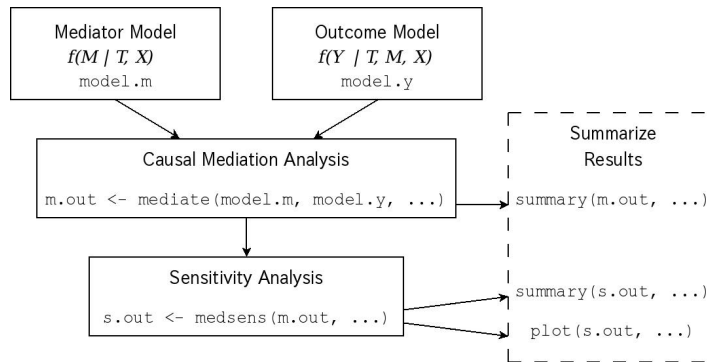 Mediator Model
f(M | T, X)
model.m
Outcome Model
f(Y | T, M, X)
model.y
Causal Mediation Analysis
m.out <- mediate(model.m, model.y, ...)
Sensitivity Analysis
s.out <- medsens(m.out, ...)
Summarize
Results
summary(m.out, ...)
summary(s.out, ...)
plot(s.out, ...)